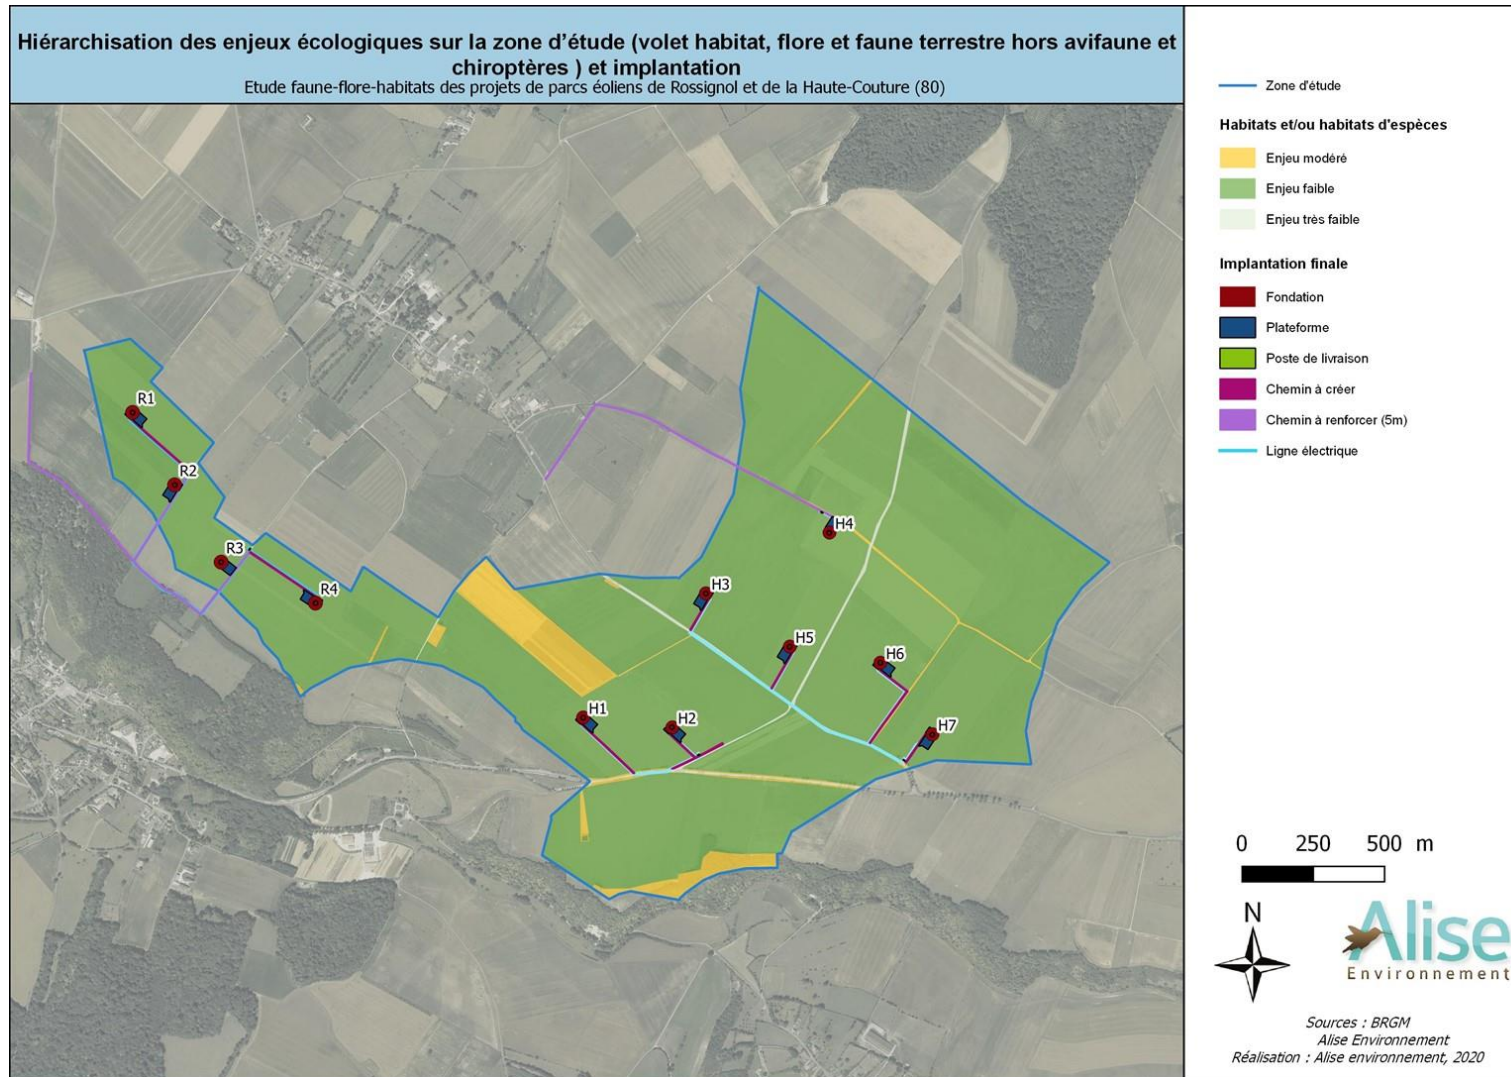 Hiérarchisation des enjeux écologiques sur la zone d'étude (volet habitat, flore et faune terrestre hors avifaune et
chiroptères ) et implantation
Etude faune-flore-habitats des projets de parcs éoliens de Rossignol et de la Haute-Couture (80)
Zone d'étude
Habitats et/ou habitats d'espèces
Enjeu modéré
Enjeu faible
Enjeu très faible
Implantation finale
Fondation
Plateforme
Poste de livraison
Chemin à créer
Chemin à renforcer (5m)
Ligne électrique
R1
R2
R3
R4
H4
H3
H5
H6
H1
H2
H7
0 250 500 m
N
Alise
Environnement
Sources : BRGM
Alise Environnement
Réalisation : Alise environnement, 2020